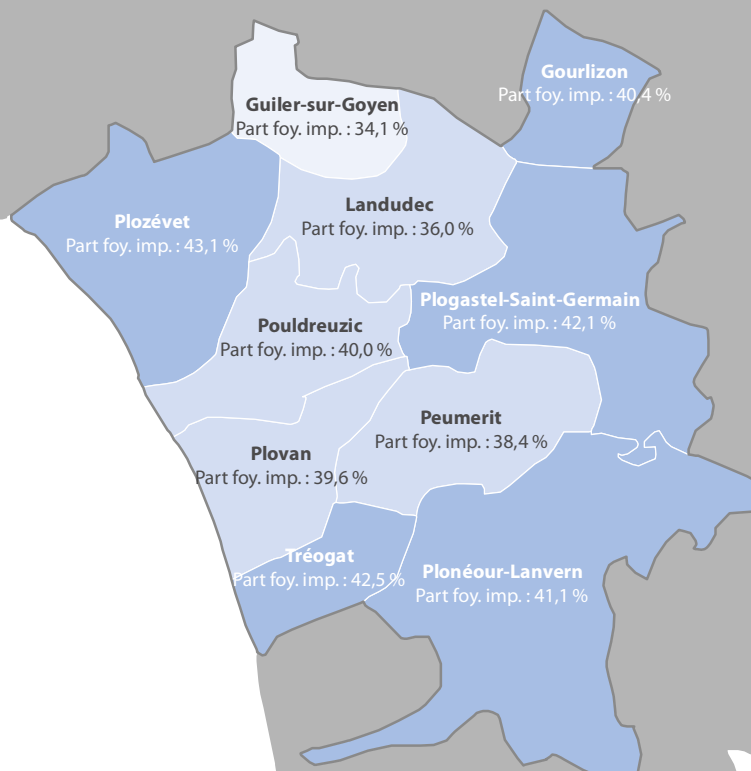 Gourlizon
Part foy. imp. : 40,4 %
Guiler-sur-Goyen
Part foy. imp. : 34,1 %
Landudec
Part foy. imp. : 36,0 %
Plozévet
Part foy. imp. : 43,1 %
Plogastel-Saint-Germain
Part foy. imp. : 42,1 %
Pouldreuzic
Part foy. imp. : 40,0 %
Peumerit
Part foy. imp. : 38,4 %
Plovan
Part foy. imp. : 39,6 %
Tréogat
Part foy. imp. : 42,5 %
Plonéour-Lanvern
Part foy. imp. : 41,1 %